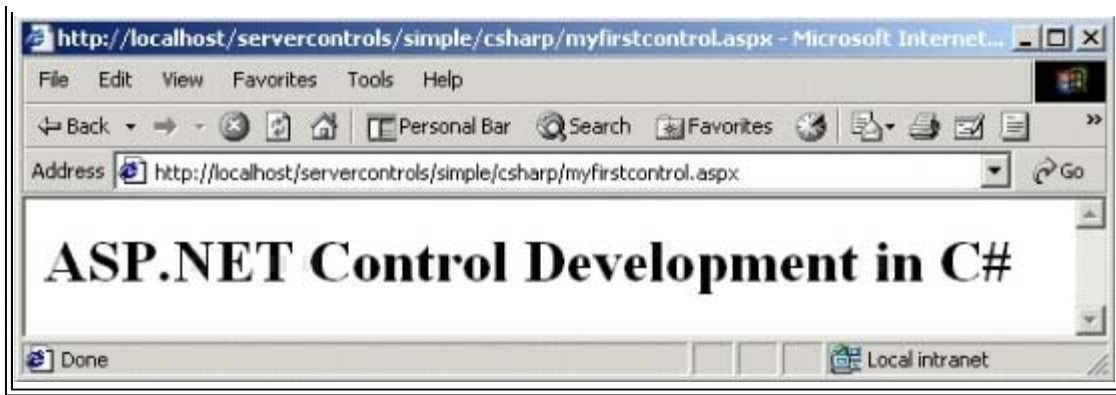 http://localhost/servercontrols/simple/csharp/myfirstcontrol.aspx - Microsoft Internet...
File Edit View Favorites Tools Help
Back Personal Bar Search Favorites »
Address http://localhost/servercontrols/simple/csharp/myfirstcontrol.aspx Go
ASP.NET Control Development in C#
Done Local intranet